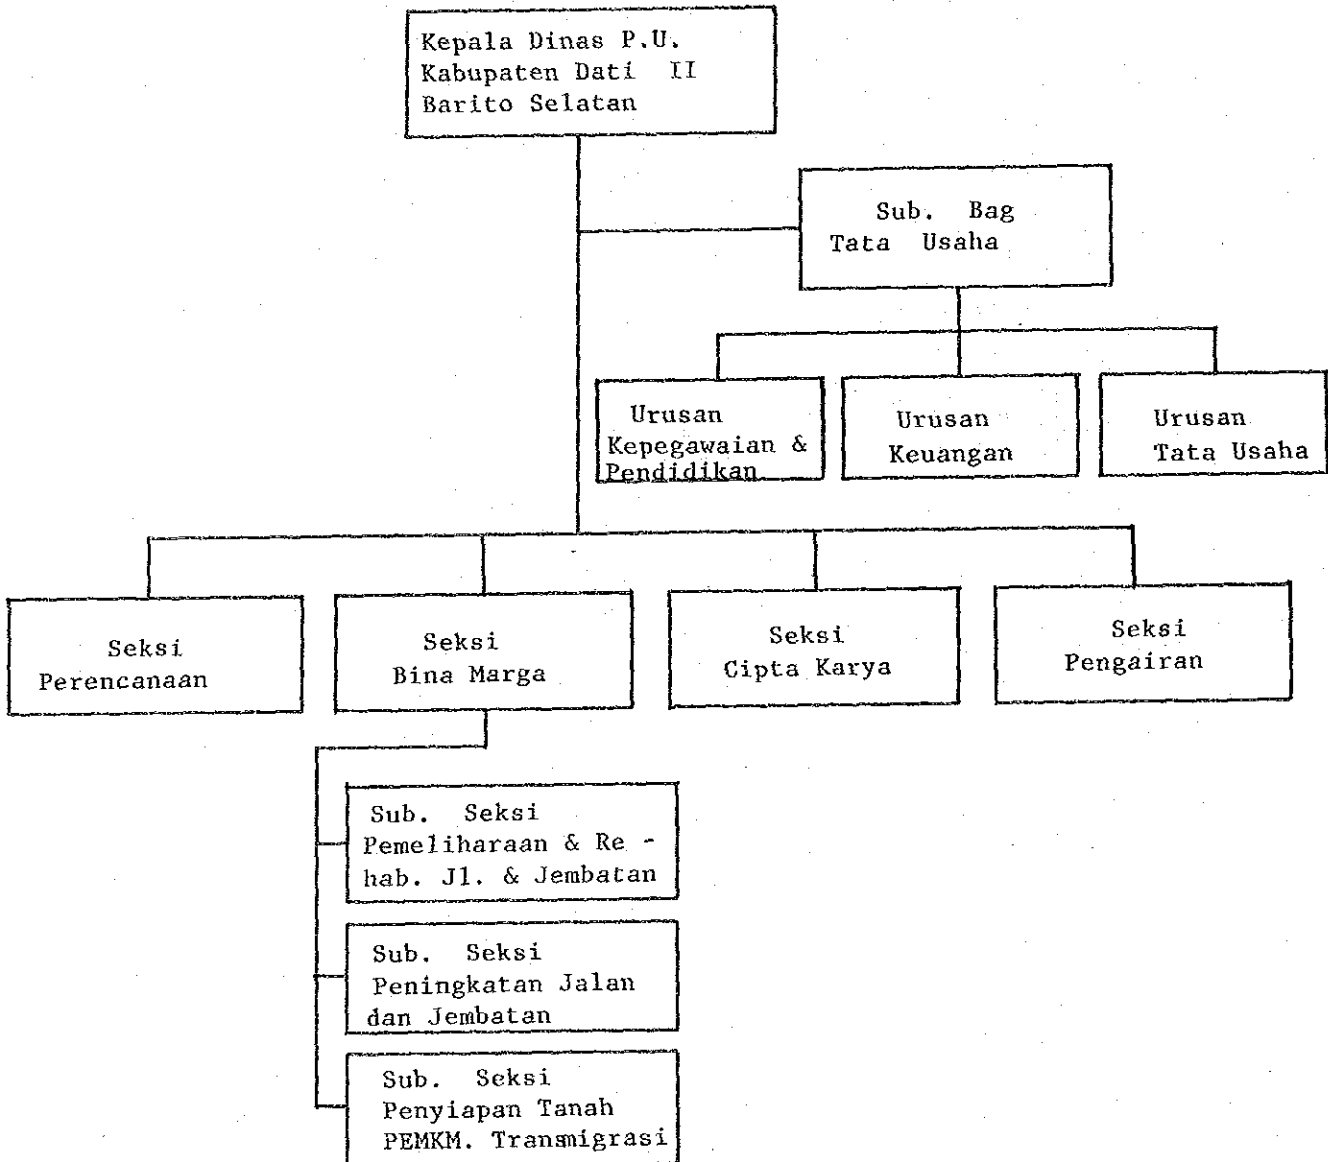 Kepala Dinas P.U.
Kabupaten Dati II
Barito Selatan
Sub. Bag
Tata Usaha
Urusan
Kepegawaian &
Pendidikan
Urusan
Keuangan
Urusan
Tata Usaha
Seksi
Perencanaan
Seksi
Bina Marga
Seksi
Cipta Karya
Seksi
Pengairan
Sub. Seksi
Pemeliharaan & Re -
hab. Jl. & Jembatan
Sub. Seksi
Peningkatan Jalan
dan Jembatan
Sub. Seksi
Penyiapan Tanah
PEMKM. Transmigrasi